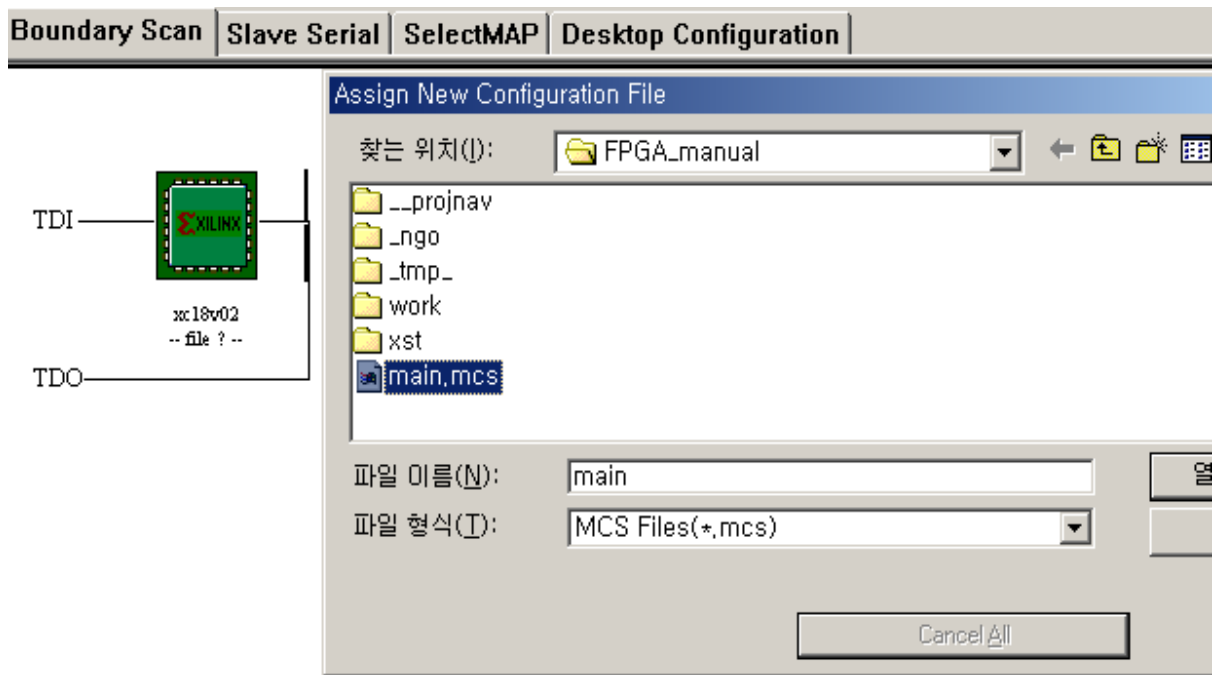 Boundary Scan Slave Serial SelectMAP Desktop Configuration
Assign New Configuration File
찾는 위치(I): FPGA_manual
__projnav
_ngo
_tmp_
work
xst
main.mcs
TDI
XILINX
xc18v02
-- file ? --
TDO
파일 이름(N): main
열
파일 형식(T): MCS Files(*.mcs)
Cancel All